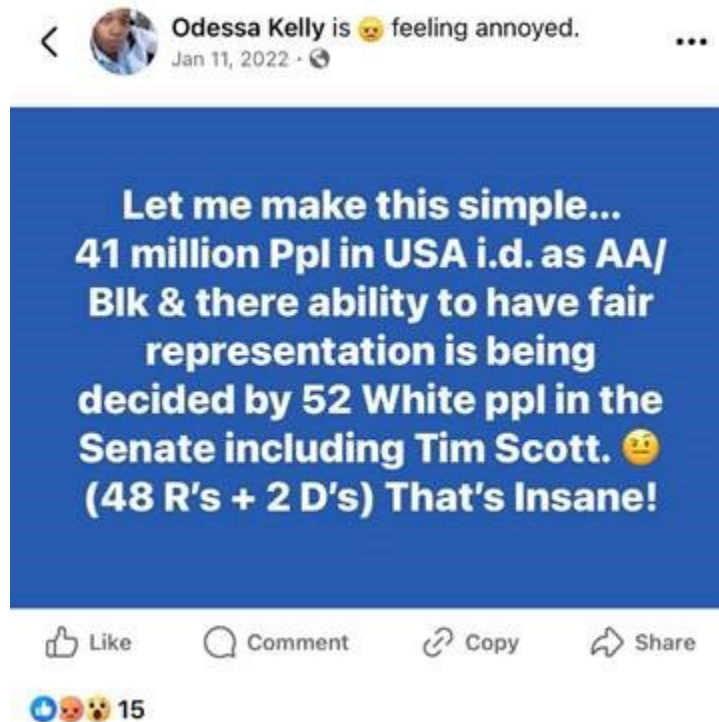 Odessa Kelly is 😠 feeling annoyed.
Jan 11, 2022 ·
Let me make this simple...
41 million Ppl in USA i.d. as AA/
Blk & there ability to have fair
representation is being
decided by 52 White ppl in the
Senate including Tim Scott. 🤨
(48 R's + 2 D's) That's Insane!
Like Comment Copy Share
15